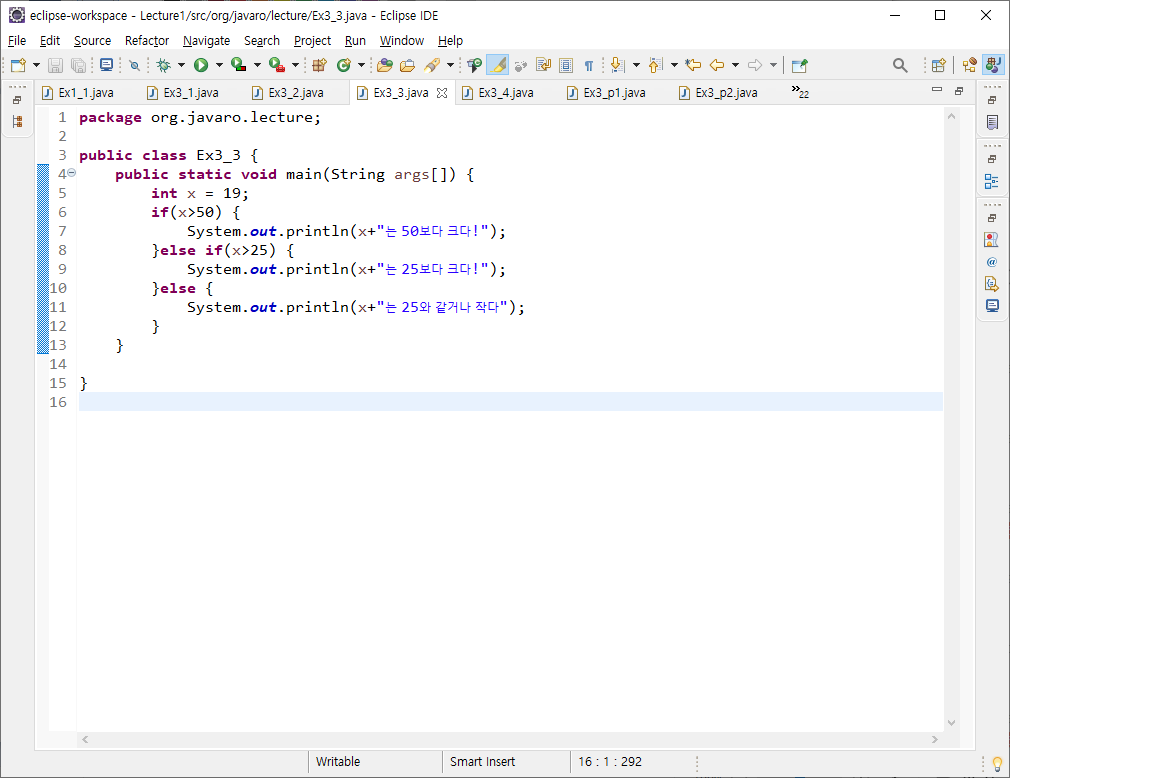 eclipse-workspace - Lecture1/src/org/javaro/lecture/Ex3_3.java - Eclipse IDE
File Edit Source Refactor Navigate Search Project Run Window Help
Ex1_1.java Ex3_1.java Ex3_2.java Ex3_3.java Ex3_4.java Ex3_p1.java Ex3_p2.java »22
1 package org.javaro.lecture;
2
3 public class Ex3_3 {
4 public static void main(String args[]) {
5 int x = 19;
6 if(x>50) {
7 System.out.println(x+"는 50보다 크다!");
8 }else if(x>25) {
9 System.out.println(x+"는 25보다 크다!");
10 }else {
11 System.out.println(x+"는 25와 같거나 작다");
12 }
13 }
14
15 }
16
Writable Smart Insert 16 : 1 : 292